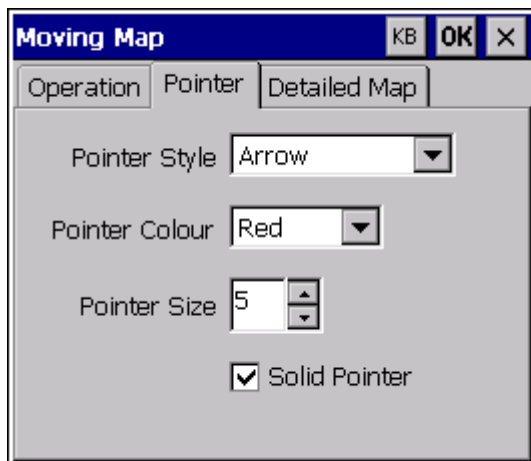 Moving Map KB OK ×
Operation Pointer Detailed Map
Pointer Style Arrow
Pointer Colour Red
Pointer Size 5
Solid Pointer